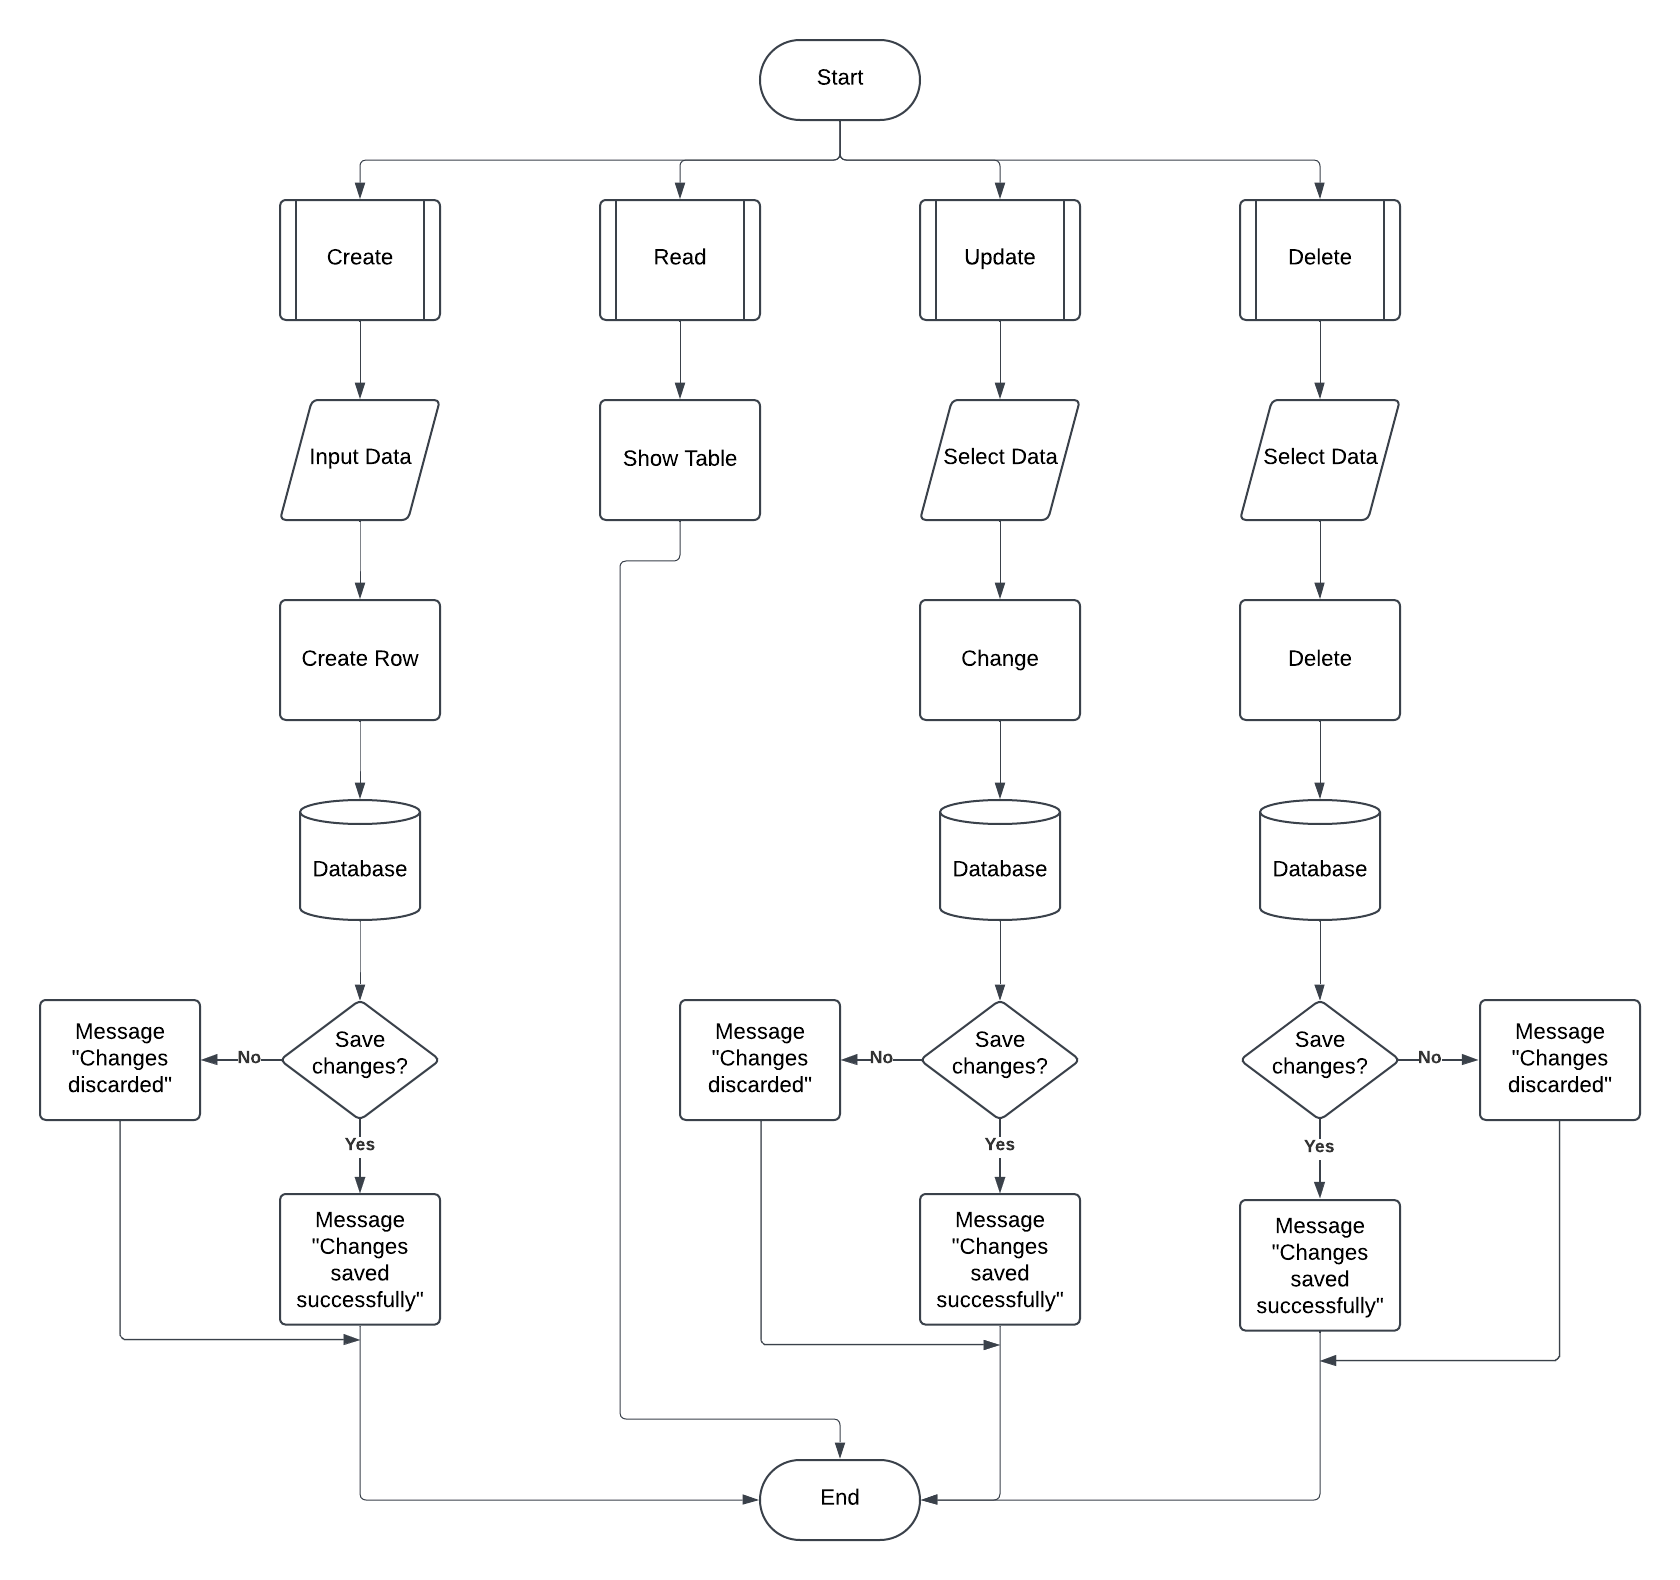 Start
Create
Read
Update
Delete
Input Data
Show Table
Select Data
Select Data
Create Row
Change
Delete
Database
Database
Database
Message
"Changes
discarded"
No
Save
changes?
Message
"Changes
discarded"
No
Save
changes?
Save
changes?
No
Message
"Changes
discarded"
Yes
Yes
Yes
Message
"Changes
saved
successfully"
Message
"Changes
saved
successfully"
Message
"Changes
saved
successfully"
End